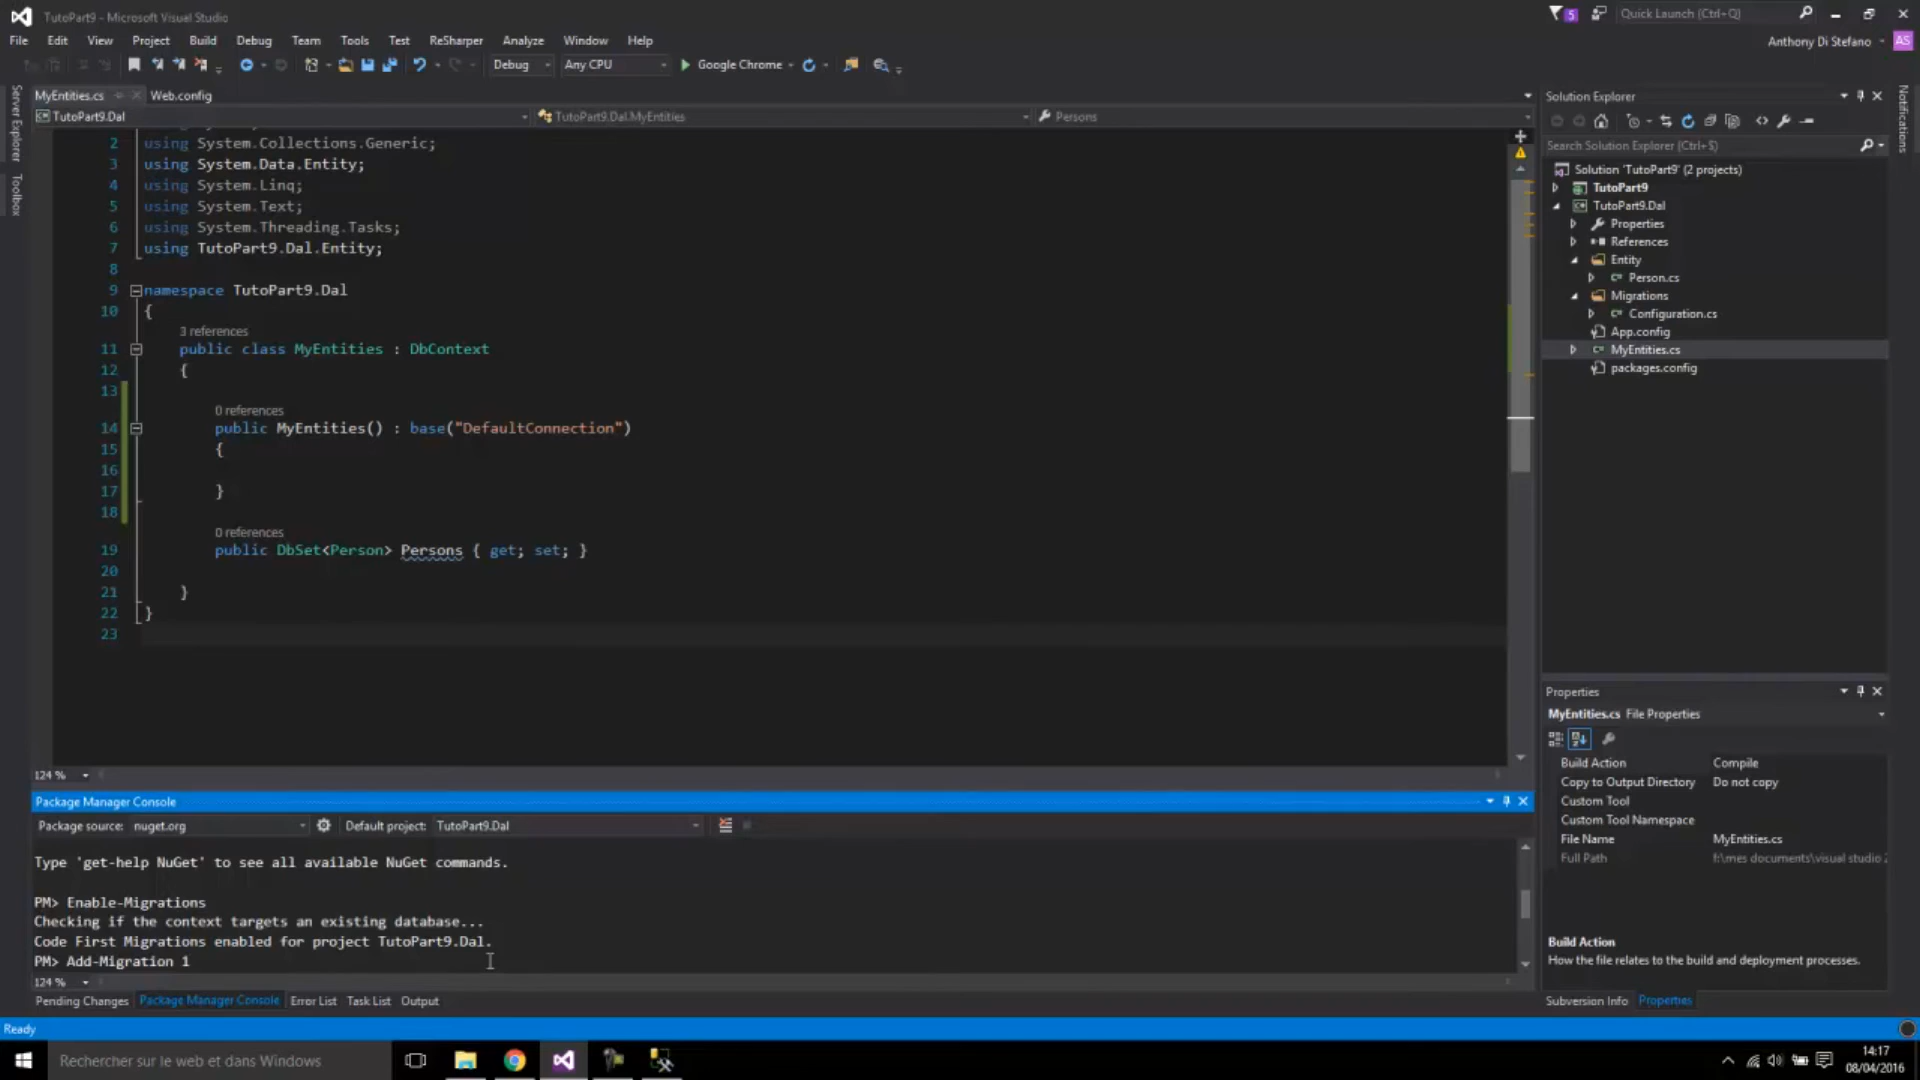 TutoPart9 - Microsoft Visual Studio
5
Quick Launch (Ctrl+Q)
File Edit View Project Build Debug Team Tools Test ReSharper Analyze Window Help
Anthony Di Stefano
AS
Debug
Any CPU
Google Chrome
Server Explorer
Toolbox
MyEntities.cs
Web.config
TutoPart9.Dal
TutoPart9.Dal.MyEntities
Persons
2 using System.Collections.Generic;
3 using System.Data.Entity;
4 using System.Linq;
5 using System.Text;
6 using System.Threading.Tasks;
7 using TutoPart9.Dal.Entity;
8
9 namespace TutoPart9.Dal
10 {
3 references
11 public class MyEntities : DbContext
12 {
13
0 references
14 public MyEntities() : base("DefaultConnection")
15 {
16
17 }
18
0 references
19 public DbSet<Person> Persons { get; set; }
20
21 }
22 }
23
124 %
Solution Explorer
Search Solution Explorer (Ctrl+$)
Solution 'TutoPart9' (2 projects)
TutoPart9
TutoPart9.Dal
Properties
References
Entity
Person.cs
Migrations
Configuration.cs
App.config
MyEntities.cs
packages.config
Notifications
Properties
MyEntities.cs File Properties
Build Action Compile
Copy to Output Directory Do not copy
Custom Tool
Custom Tool Namespace
File Name MyEntities.cs
Full Path f:\mes documents\visual studio 2
Build Action
How the file relates to the build and deployment processes.
Subversion Info Properties
Package Manager Console
Package source: nuget.org
Default project: TutoPart9.Dal
Type 'get-help NuGet' to see all available NuGet commands.
PM> Enable-Migrations
Checking if the context targets an existing database...
Code First Migrations enabled for project TutoPart9.Dal.
PM> Add-Migration 1
124 %
Pending Changes Package Manager Console Error List Task List Output
Ready
Rechercher sur le web et dans Windows
14:17
08/04/2016